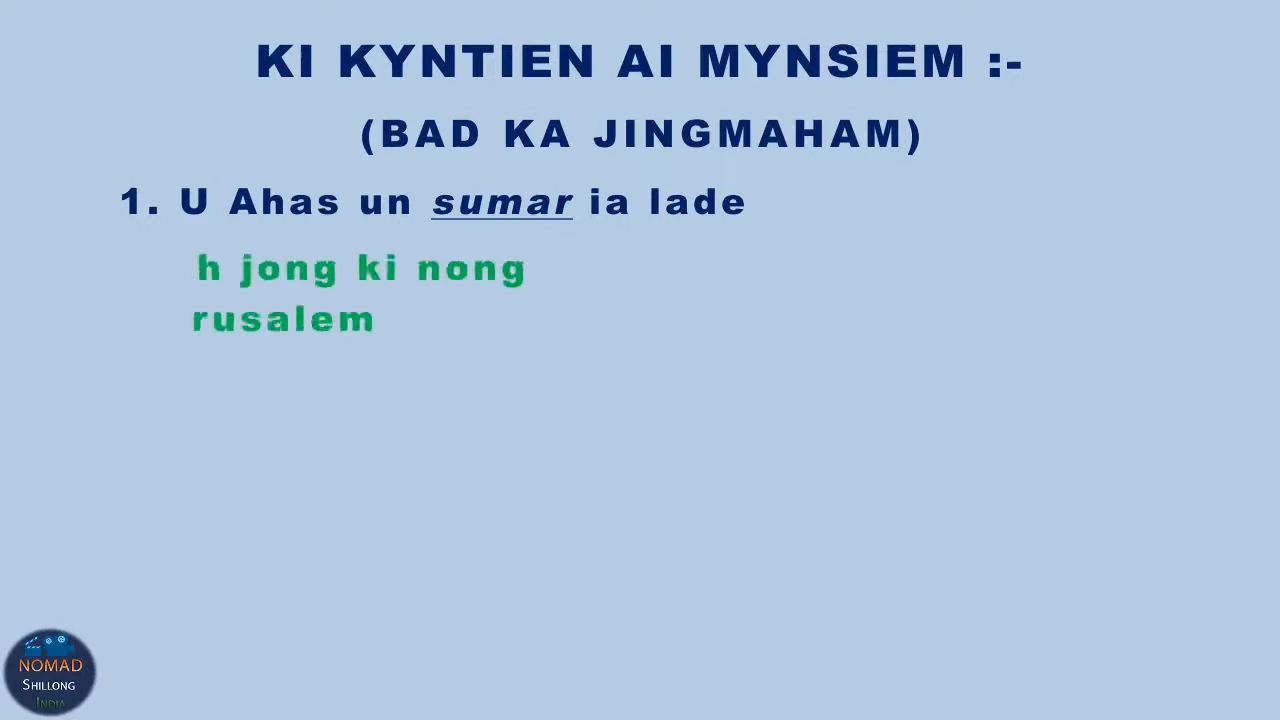 KI KYNTIEN AI MYNSIEM :-
(BAD KA JINGMAHAM)
1. U Ahas un sumar ia lade
h jong ki nong
rusalem
NOMAD
SHILLONG
INDIA